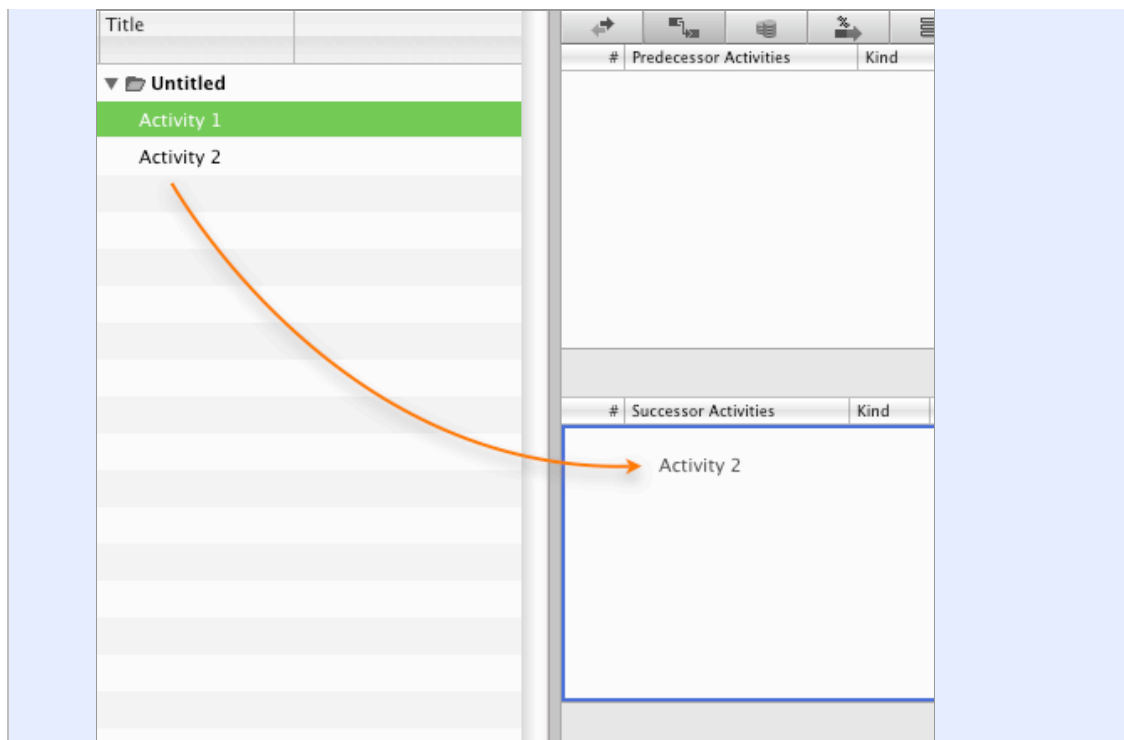 Title
Untitled
Activity 1
Activity 2
%
# Predecessor Activities Kind
# Successor Activities Kind
Activity 2